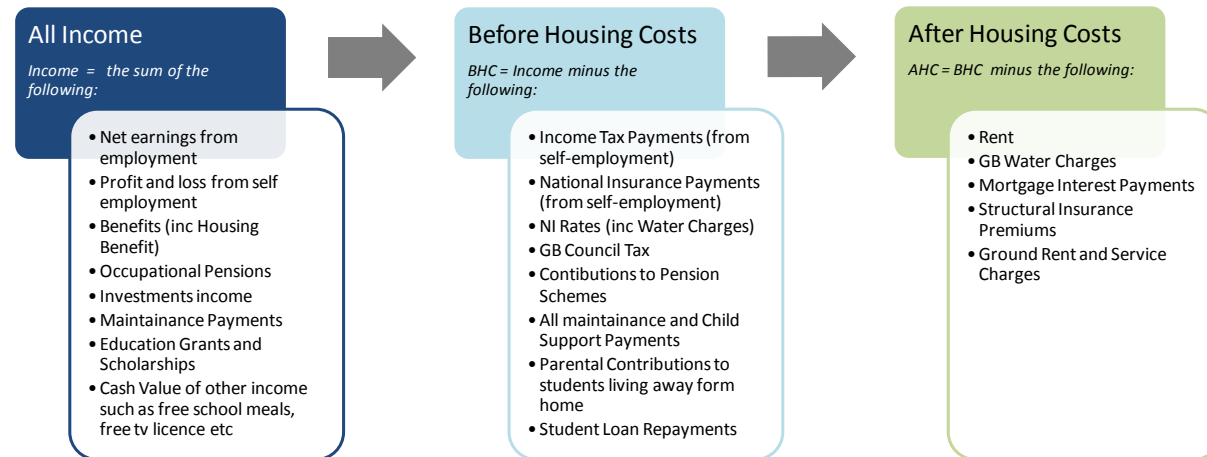 All Income
Income = the sum of the
following:
• Net earnings from
employment
• Profit and loss from self
employment
• Benefits (inc Housing
Benefit)
• Occupational Pensions
• Investments income
• Maintainance Payments
• Education Grants and
Scholarships
• Cash Value of other income
such as free school meals,
free tv licence etc
Before Housing Costs
BHC = Income minus the
following:
• Income Tax Payments (from
self-employment)
• National Insurance Payments
(from self-employment)
• NI Rates (inc Water Charges)
• GB Council Tax
• Contibutions to Pension
Schemes
• All maintainance and Child
Support Payments
• Parental Contributions to
students living away form
home
• Student Loan Repayments
After Housing Costs
AHC = BHC minus the following:
• Rent
• GB Water Charges
• Mortgage Interest Payments
• Structural Insurance
Premiums
• Ground Rent and Service
Charges